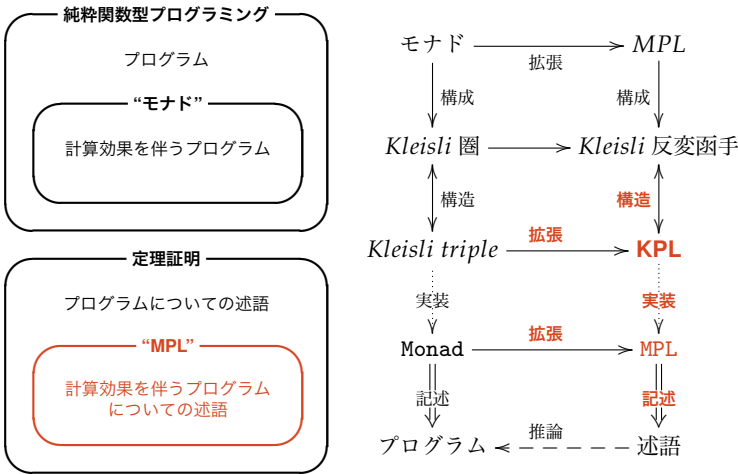 純粋関数型プログラミング
プログラム
“モナド”
計算効果を伴うプログラム
定理証明
プログラムについての述語
“MPL”
計算効果を伴うプログラム
についての述語
モナド
拡張
MPL
構成
構成
Kleisli 圏
Kleisli 反変函手
構造
構造
Kleisli triple
拡張
KPL
実装
実装
Monad
拡張
MPL
記述
記述
プログラム
推論
述語